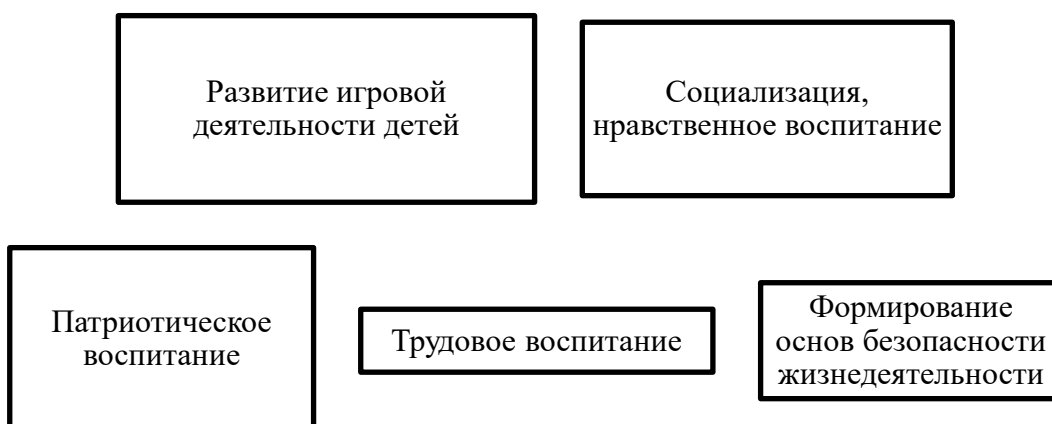 Развитие игровой
деятельности детей
Социализация,
нравственное воспитание
Патриотическое
воспитание
Трудовое воспитание
Формирование
основ безопасности
жизнедеятельности